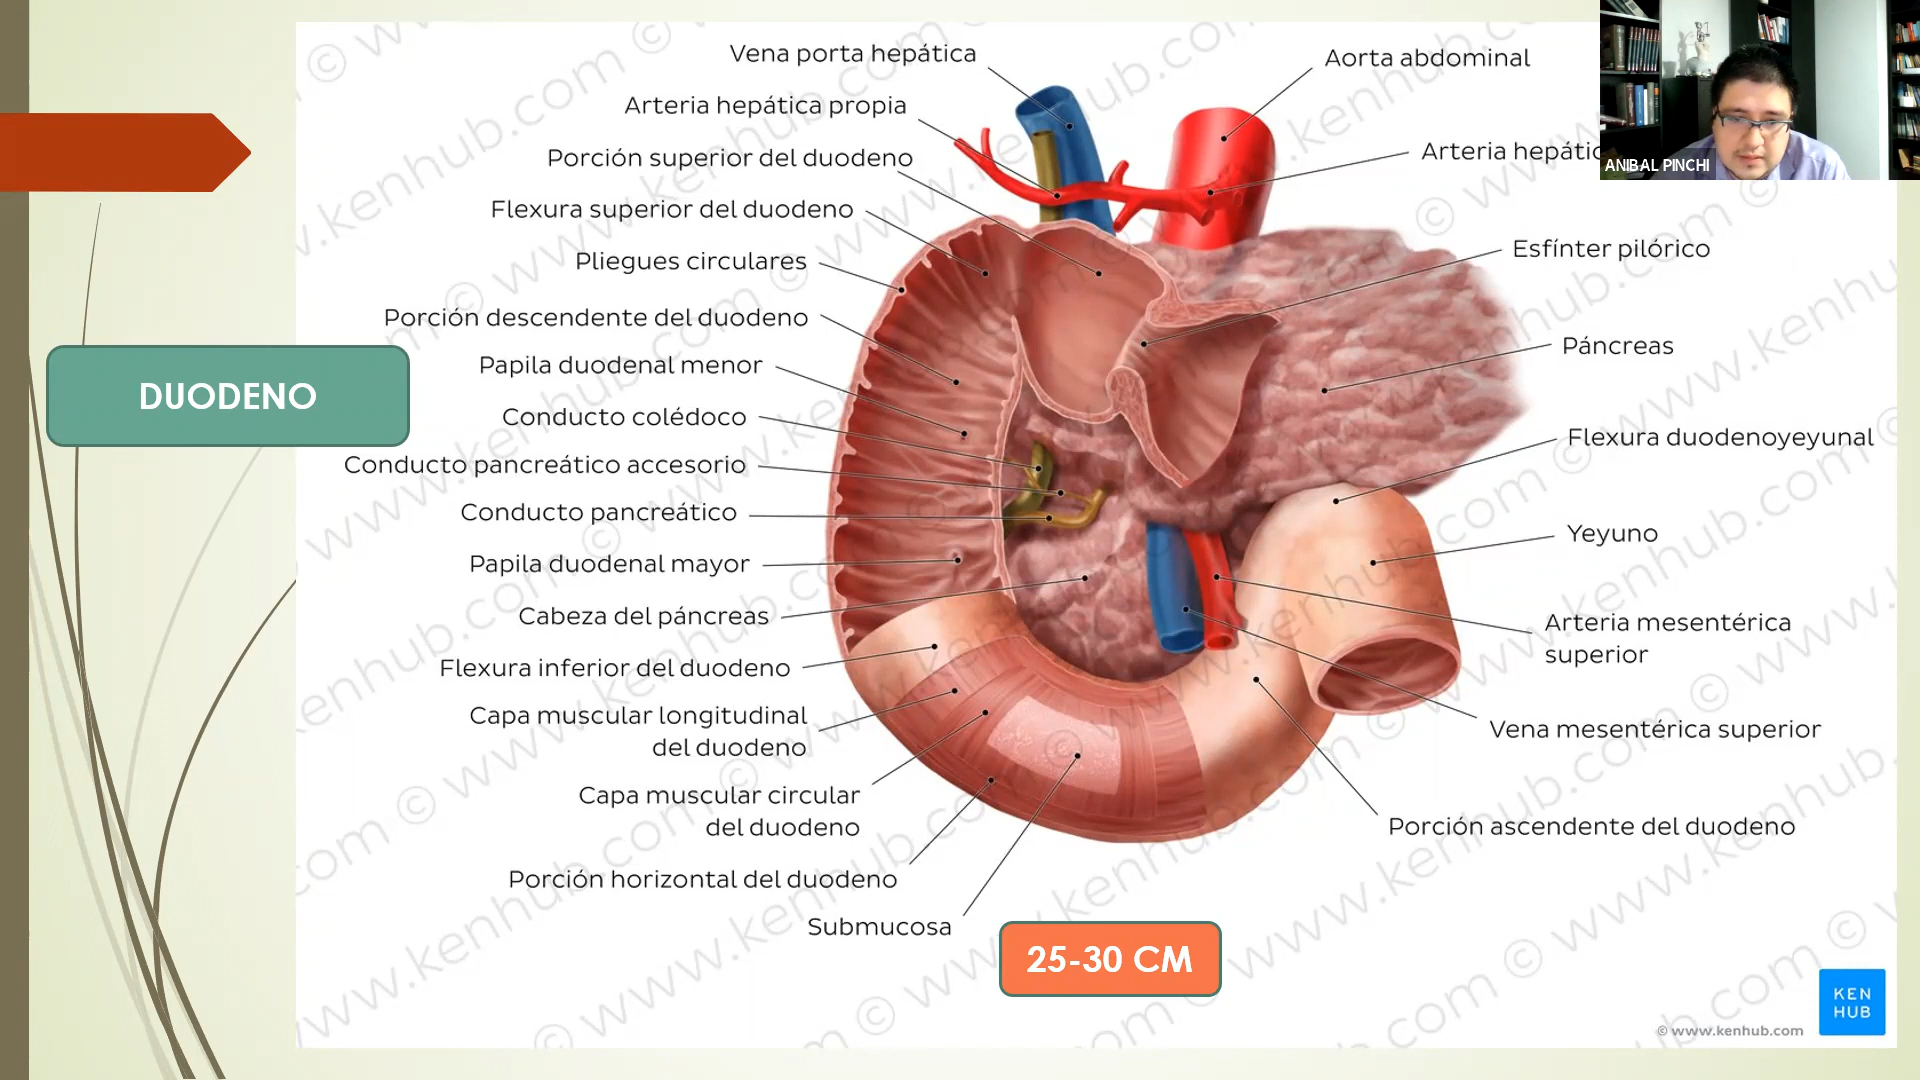 Vena porta hepática
Arteria hepática propia
Porción superior del duodeno
Flexura superior del duodeno
Pliegues circulares
Porción descendente del duodeno
Papila duodenal menor
DUODENO
Conducto colédoco
Conducto pancreático accesorio
Conducto pancreático
Papila duodenal mayor
Cabeza del páncreas
Flexura inferior del duodeno
Capa muscular longitudinal
del duodeno
Capa muscular circular
del duodeno
Porción horizontal del duodeno
Submucosa
Aorta abdominal
Arteria
ANIBAL PINCHI
Esfínter pilórico
Páncreas
Flexura duodenoyeyunal
Yeyuno
Arteria mesentérica
superior
Vena mesentérica superior
Porción ascendente del duodeno
25-30 CM
KEN
HUB
© www.kenhub.com